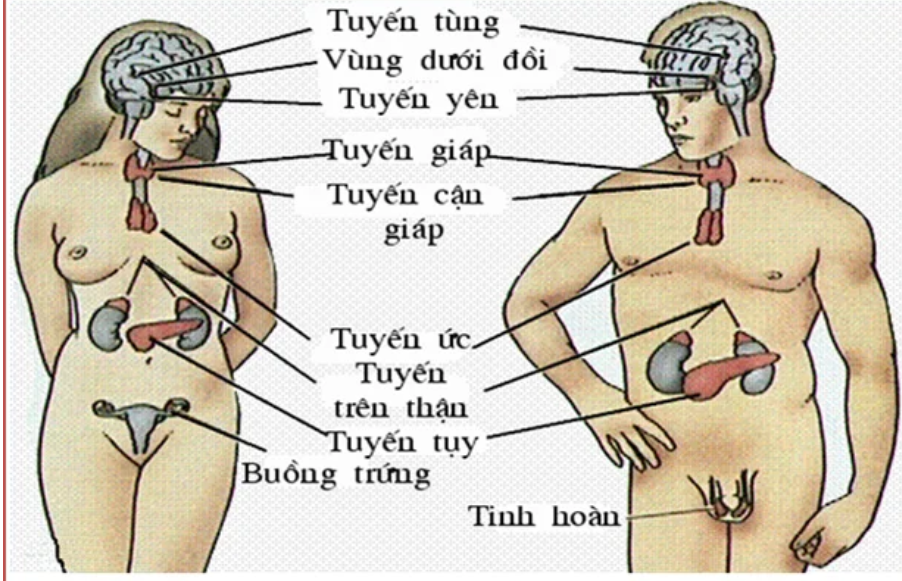 Tuyến tùng
Vùng dưới đồi
Tuyến yên
Tuyến giáp
Tuyến cận
giáp
Tuyến ức
Tuyến
trên thận
Tuyến tụy
Buồng trứng
Tinh hoàn